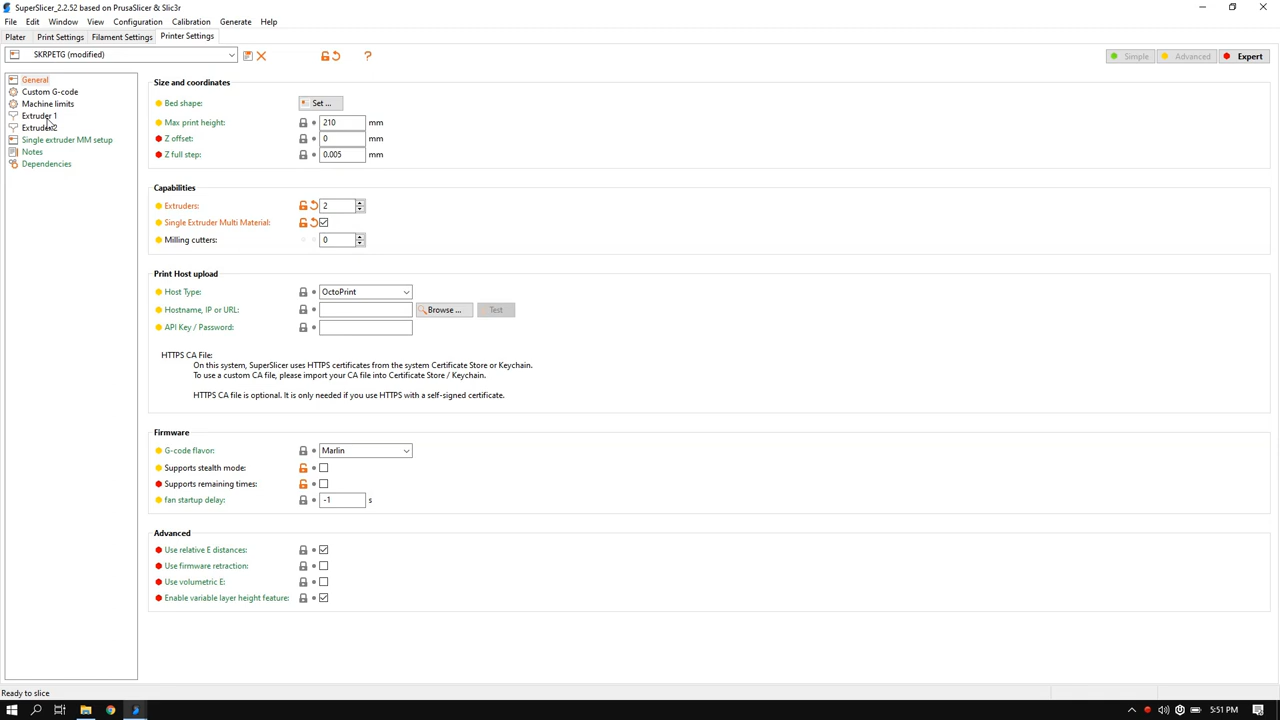 SuperSlicer_2.2.52 based on PrusaSlicer & Slic3r
File Edit Window View Configuration Calibration Generate Help
Plater Print Settings Filament Settings Printer Settings
SKRPETG (modified) ? Simple Advanced Expert
General
Custom G-code
Machine limits
Extruder 1
Extruder 2
Single extruder MM setup
Notes
Dependencies
Size and coordinates
Bed shape: Set ...
Max print height: 210 mm
Z offset: 0 mm
Z full step: 0.005 mm
Capabilities
Extruders: 2
Single Extruder Multi Material:
Milling cutters: 0
Print Host upload
Host Type: OctoPrint
Hostname, IP or URL: Browse ... Test
API Key / Password:
HTTPS CA File:
On this system, SuperSlicer uses HTTPS certificates from the system Certificate Store or Keychain.
To use a custom CA file, please import your CA file into Certificate Store / Keychain.
HTTPS CA file is optional. It is only needed if you use HTTPS with a self-signed certificate.
Firmware
G-code flavor: Marlin
Supports stealth mode:
Supports remaining times:
fan startup delay: -1 s
Advanced
Use relative E distances:
Use firmware retraction:
Use volumetric E:
Enable variable layer height feature:
Ready to slice
5:51 PM